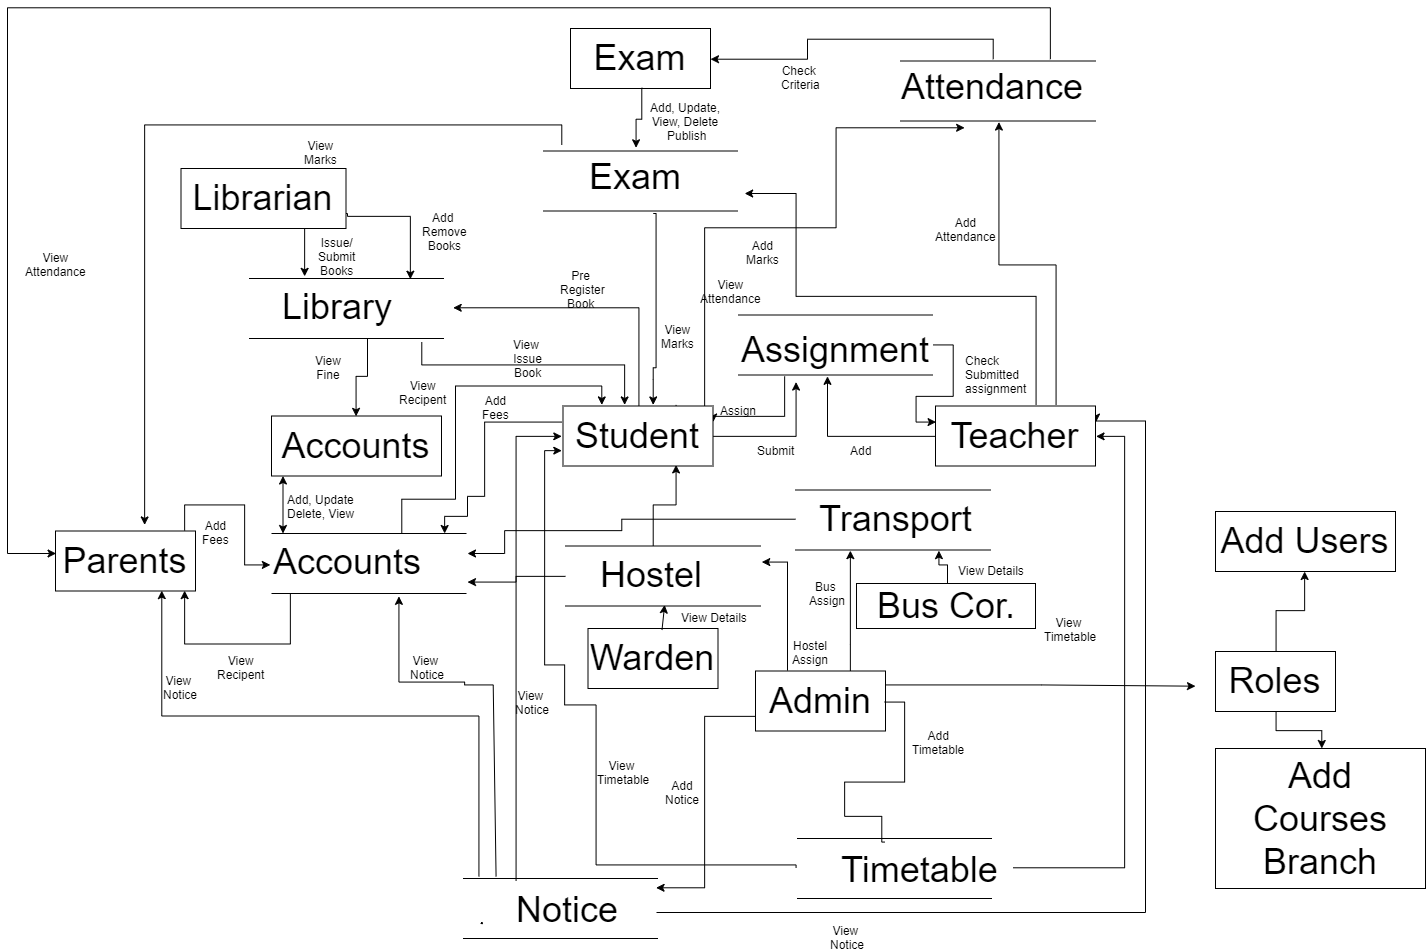 Exam
Check
Criteria
Attendance
Add, Update,
View, Delete
Publish
View
Marks
Exam
Librarian
Add
Remove
Books
Issue/
Submit
Books
View
Attendance
Add
Attendance
Add
Marks
Pre
Register
Book
View
Attendance
Library
View
Marks
View
Issue
Book
Assignment
View
Fine
Check
Submitted
assignment
View
Recipent
Add
Fees
Assign
Accounts
Student
Submit
Add
Teacher
Add, Update
Delete, View
Transport
Add
Fees
Parents
Accounts
Hostel
View Details
Bus
Assign
Bus Cor.
Add Users
View Details
View
Timetable
Warden
Hostel
Assign
View
Recipent
View
Notice
View
Notice
View
Notice
Admin
Roles
Add
Timetable
View
Timetable
Add
Notice
Add
Courses
Branch
Timetable
Notice
View
Notice